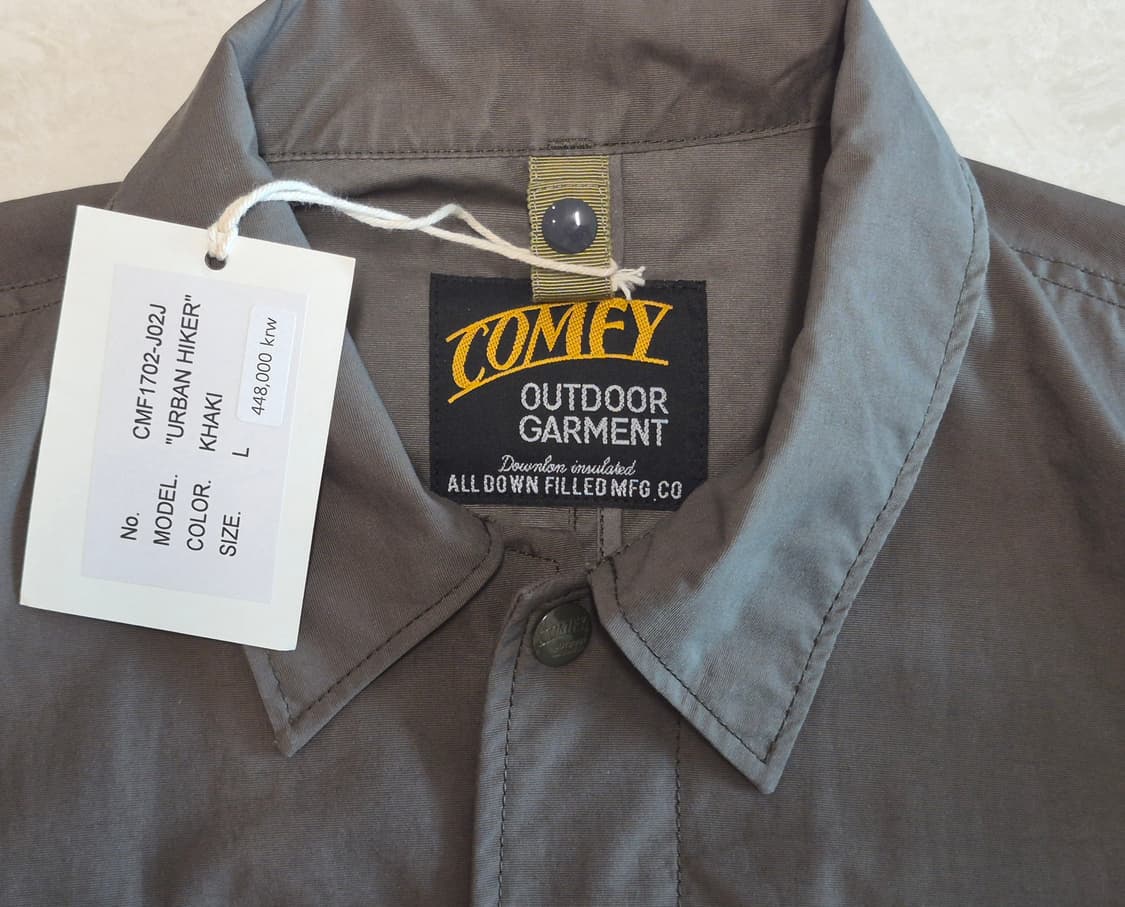 No. CMF1702-J02J
MODEL. "URBAN HIKER"
COLOR. KHAKI
SIZE. L
448,000 krw
COMFY
OUTDOOR
GARMENT
Downlon insulated
ALL DOWN FILLED MFG,CO
COMFY